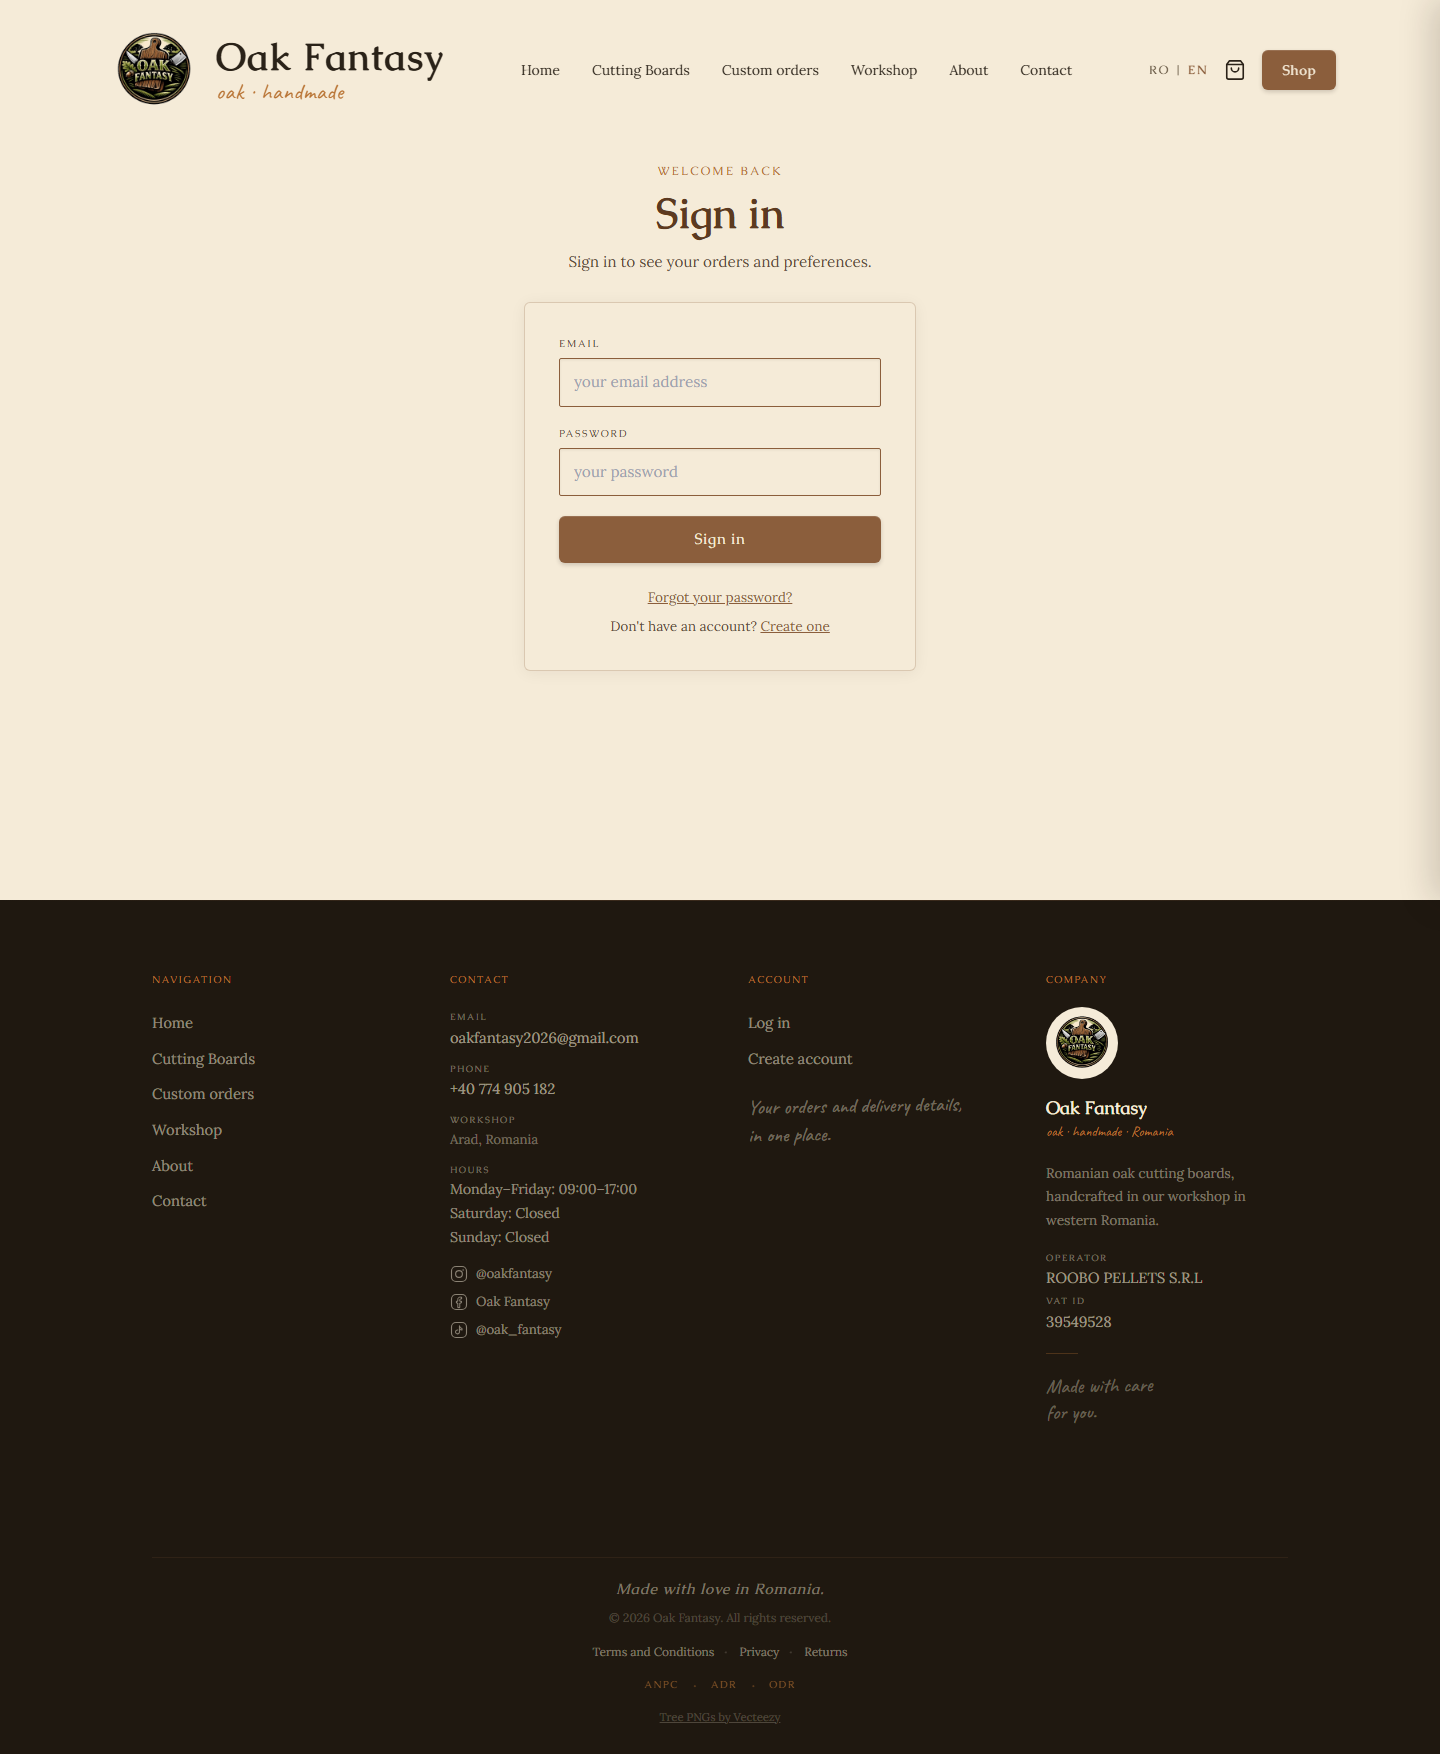 OAK
FANTASY
Oak Fantasy
oak · handmade
Home
Cutting Boards
Custom orders
Workshop
About
Contact
RO | EN
Shop
WELCOME BACK
Sign in
Sign in to see your orders and preferences.
EMAIL
your email address
PASSWORD
your password
Sign in
Forgot your password?
Don't have an account? Create one
NAVIGATION
Home
Cutting Boards
Custom orders
Workshop
About
Contact
CONTACT
EMAIL
oakfantasy2026@gmail.com
PHONE
+40 774 905 182
WORKSHOP
Arad, Romania
HOURS
Monday–Friday: 09:00–17:00
Saturday: Closed
Sunday: Closed
@oakfantasy
Oak Fantasy
@oak_fantasy
ACCOUNT
Log in
Create account
Your orders and delivery details,
in one place.
COMPANY
OAK
FANTASY
Oak Fantasy
oak · handmade · Romania
Romanian oak cutting boards,
handcrafted in our workshop in
western Romania.
OPERATOR
ROOBO PELLETS S.R.L
VAT ID
39549528
Made with care
for you.
Made with love in Romania.
© 2026 Oak Fantasy. All rights reserved.
Terms and Conditions · Privacy · Returns
ANPC · ADR · ODR
Tree PNGs by Vecteezy